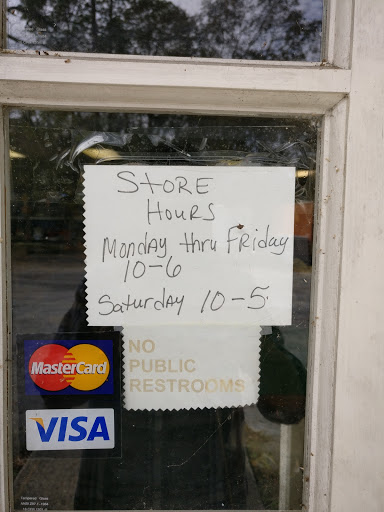 STORE
HOURS
Monday thru Friday
10-6
Saturday 10-5
NO
PUBLIC
RESTROOMS
MasterCard
VISA